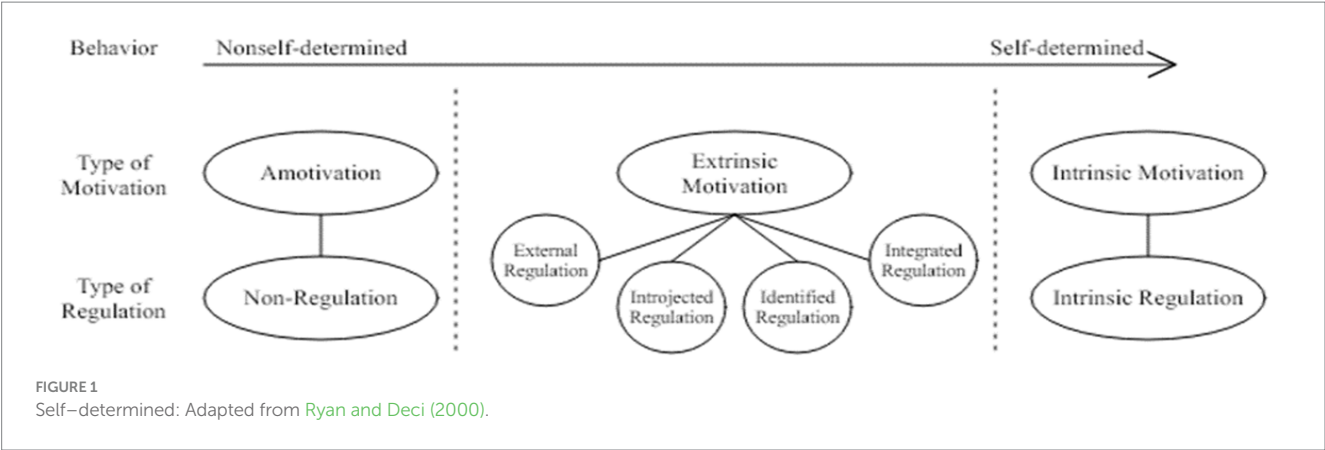 Behavior
Nonself-determined
Self-determined
Type of
Motivation
Amotivation
Extrinsic
Motivation
Intrinsic Motivation
Type of
Regulation
Non-Regulation
External
Regulation
Introjected
Regulation
Identified
Regulation
Integrated
Regulation
Intrinsic Regulation
FIGURE 1
Self–determined: Adapted from Ryan and Deci (2000).